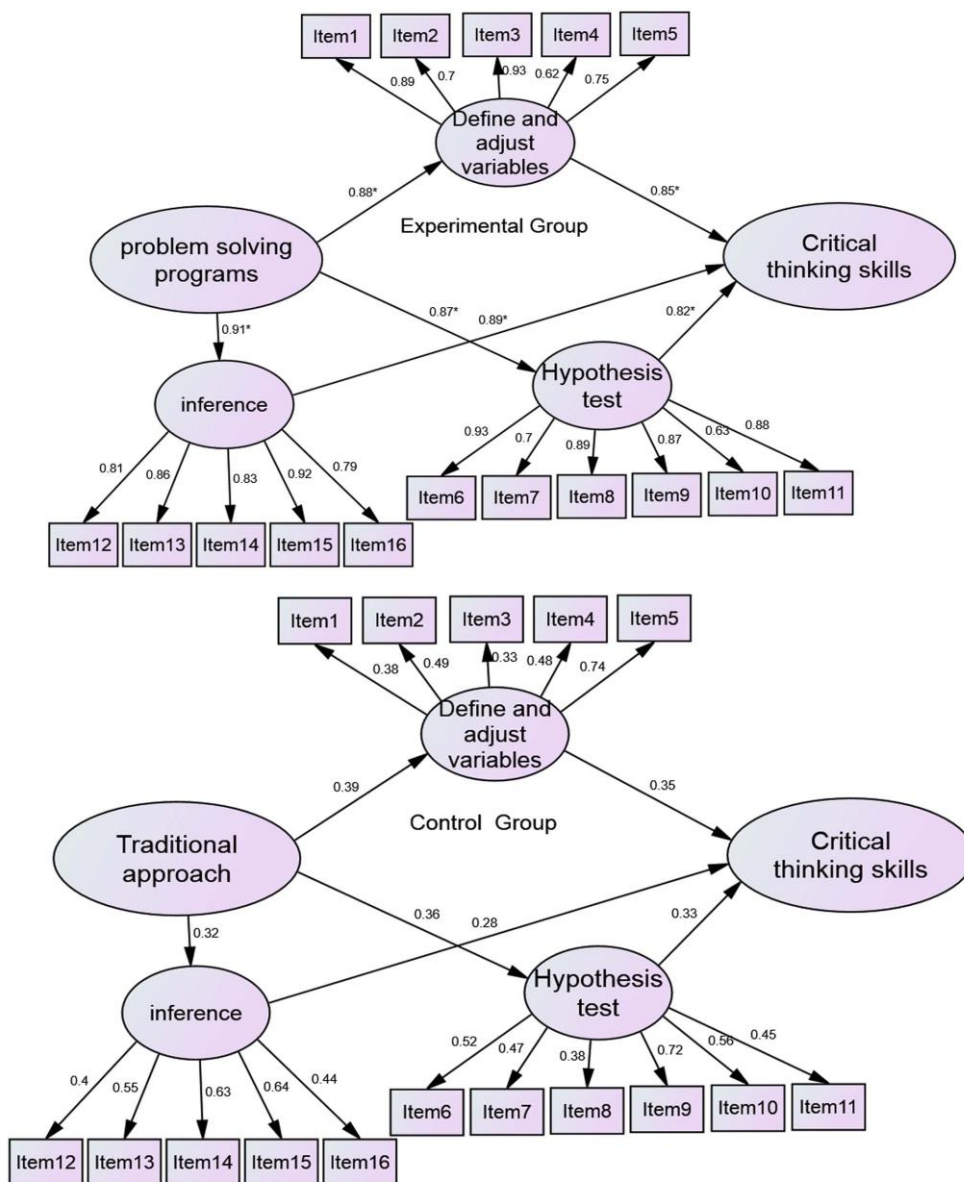 Item1 Item2 Item3 Item4 Item5
0.89 0.7 0.93 0.62 0.75
Define and
adjust
variables
0.88* 0.85*
Experimental Group
problem solving
programs
Critical
thinking skills
0.91* 0.87* 0.89* 0.82*
inference
Hypothesis
test
0.81 0.86 0.83 0.92 0.79
0.93 0.7 0.89 0.87 0.63 0.88
Item6 Item7 Item8 Item9 Item10 Item11
Item12 Item13 Item14 Item15 Item16
Item1 Item2 Item3 Item4 Item5
0.38 0.49 0.33 0.48 0.74
Define and
adjust
variables
0.39 0.35
Control Group
Traditional
approach
Critical
thinking skills
0.32 0.36 0.28 0.33
inference
Hypothesis
test
0.4 0.55 0.63 0.64 0.44
0.52 0.47 0.38 0.72 0.56 0.45
Item6 Item7 Item8 Item9 Item10 Item11
Item12 Item13 Item14 Item15 Item16